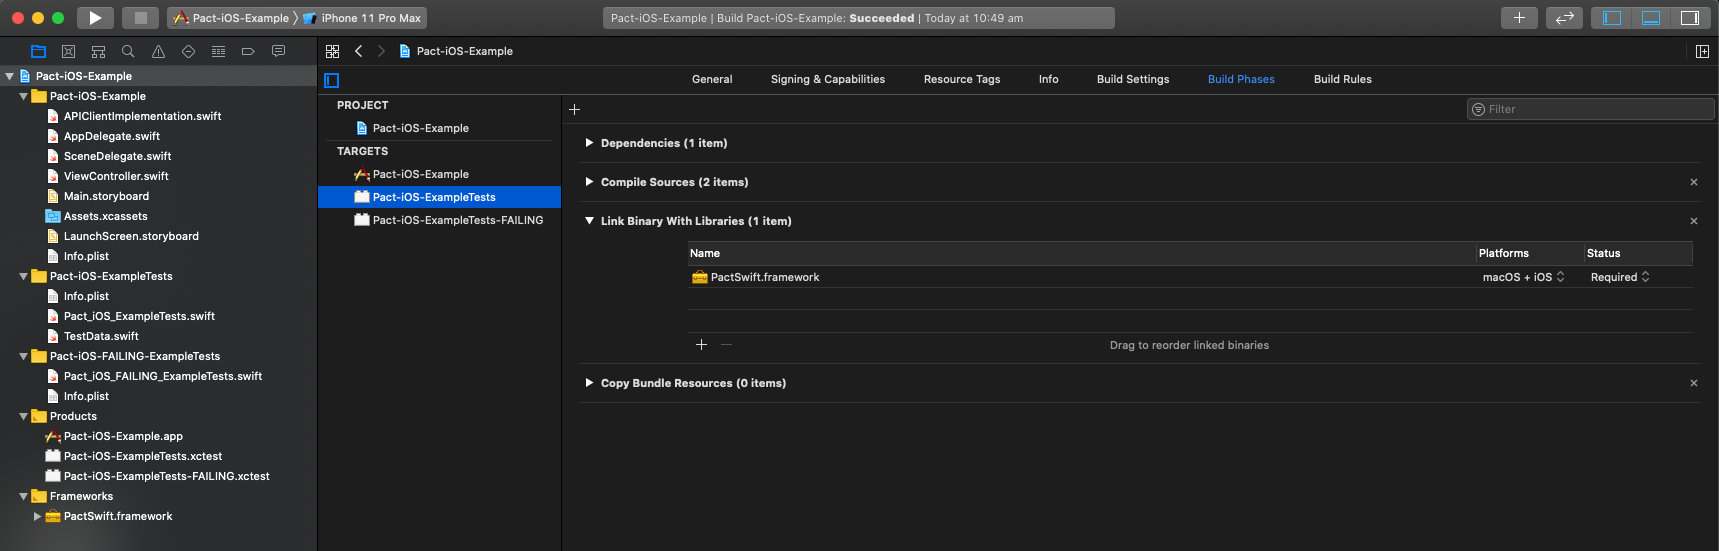 Pact-iOS-Example 〉 iPhone 11 Pro Max
Pact-iOS-Example | Build Pact-iOS-Example: Succeeded | Today at 10:49 am
Pact-iOS-Example
General Signing & Capabilities Resource Tags Info Build Settings Build Phases Build Rules
Pact-iOS-Example
Pact-iOS-Example
APIClientImplementation.swift
AppDelegate.swift
SceneDelegate.swift
ViewController.swift
Main.storyboard
Assets.xcassets
LaunchScreen.storyboard
Info.plist
Pact-iOS-ExampleTests
Info.plist
Pact_iOS_ExampleTests.swift
TestData.swift
Pact-iOS-FAILING-ExampleTests
Pact_iOS_FAILING_ExampleTests.swift
Info.plist
Products
Pact-iOS-Example.app
Pact-iOS-ExampleTests.xctest
Pact-iOS-ExampleTests-FAILING.xctest
Frameworks
PactSwift.framework
PROJECT
Pact-iOS-Example
TARGETS
Pact-iOS-Example
Pact-iOS-ExampleTests
Pact-iOS-ExampleTests-FAILING
Filter
Dependencies (1 item)
Compile Sources (2 items)
Link Binary With Libraries (1 item)
Name Platforms Status
PactSwift.framework macOS + iOS Required
Drag to reorder linked binaries
Copy Bundle Resources (0 items)